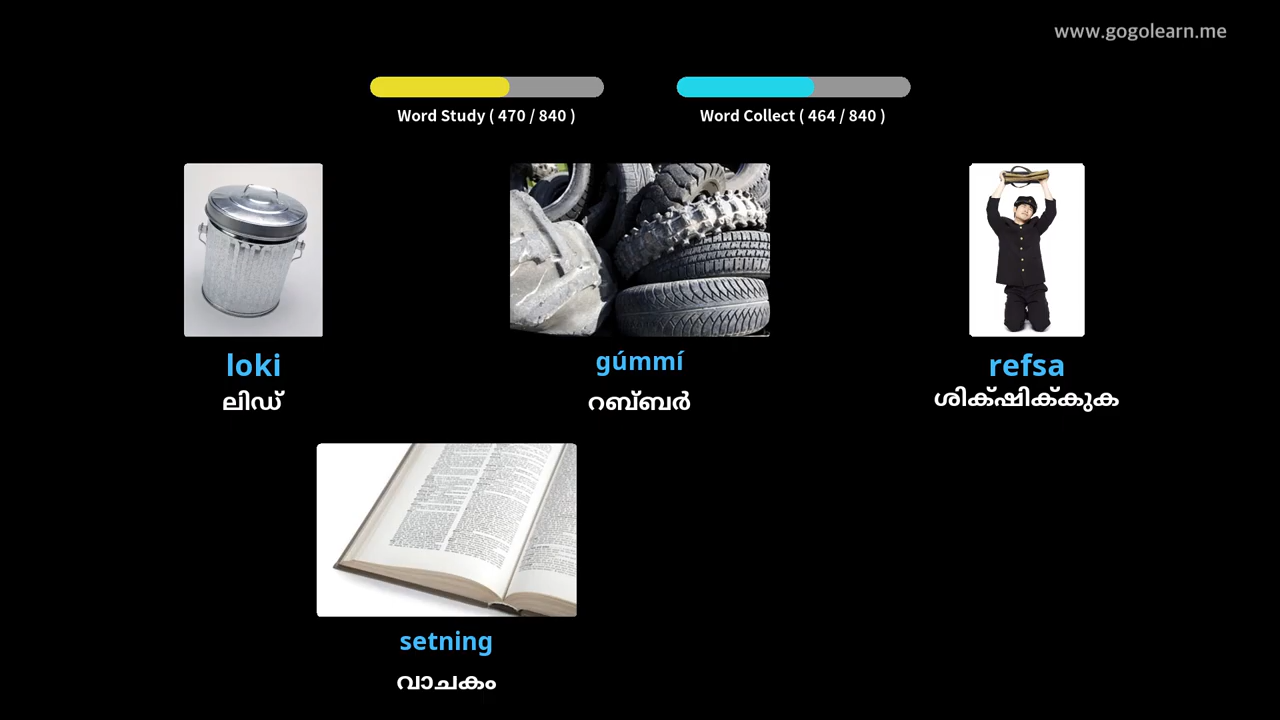 www.gogolearn.me
Word Study ( 470 / 840 )
Word Collect ( 464 / 840 )
loki
ലിഡ്
gúmmí
റബ്ബർ
refsa
ശിക്ഷിക്കുക
setning
വാചകം